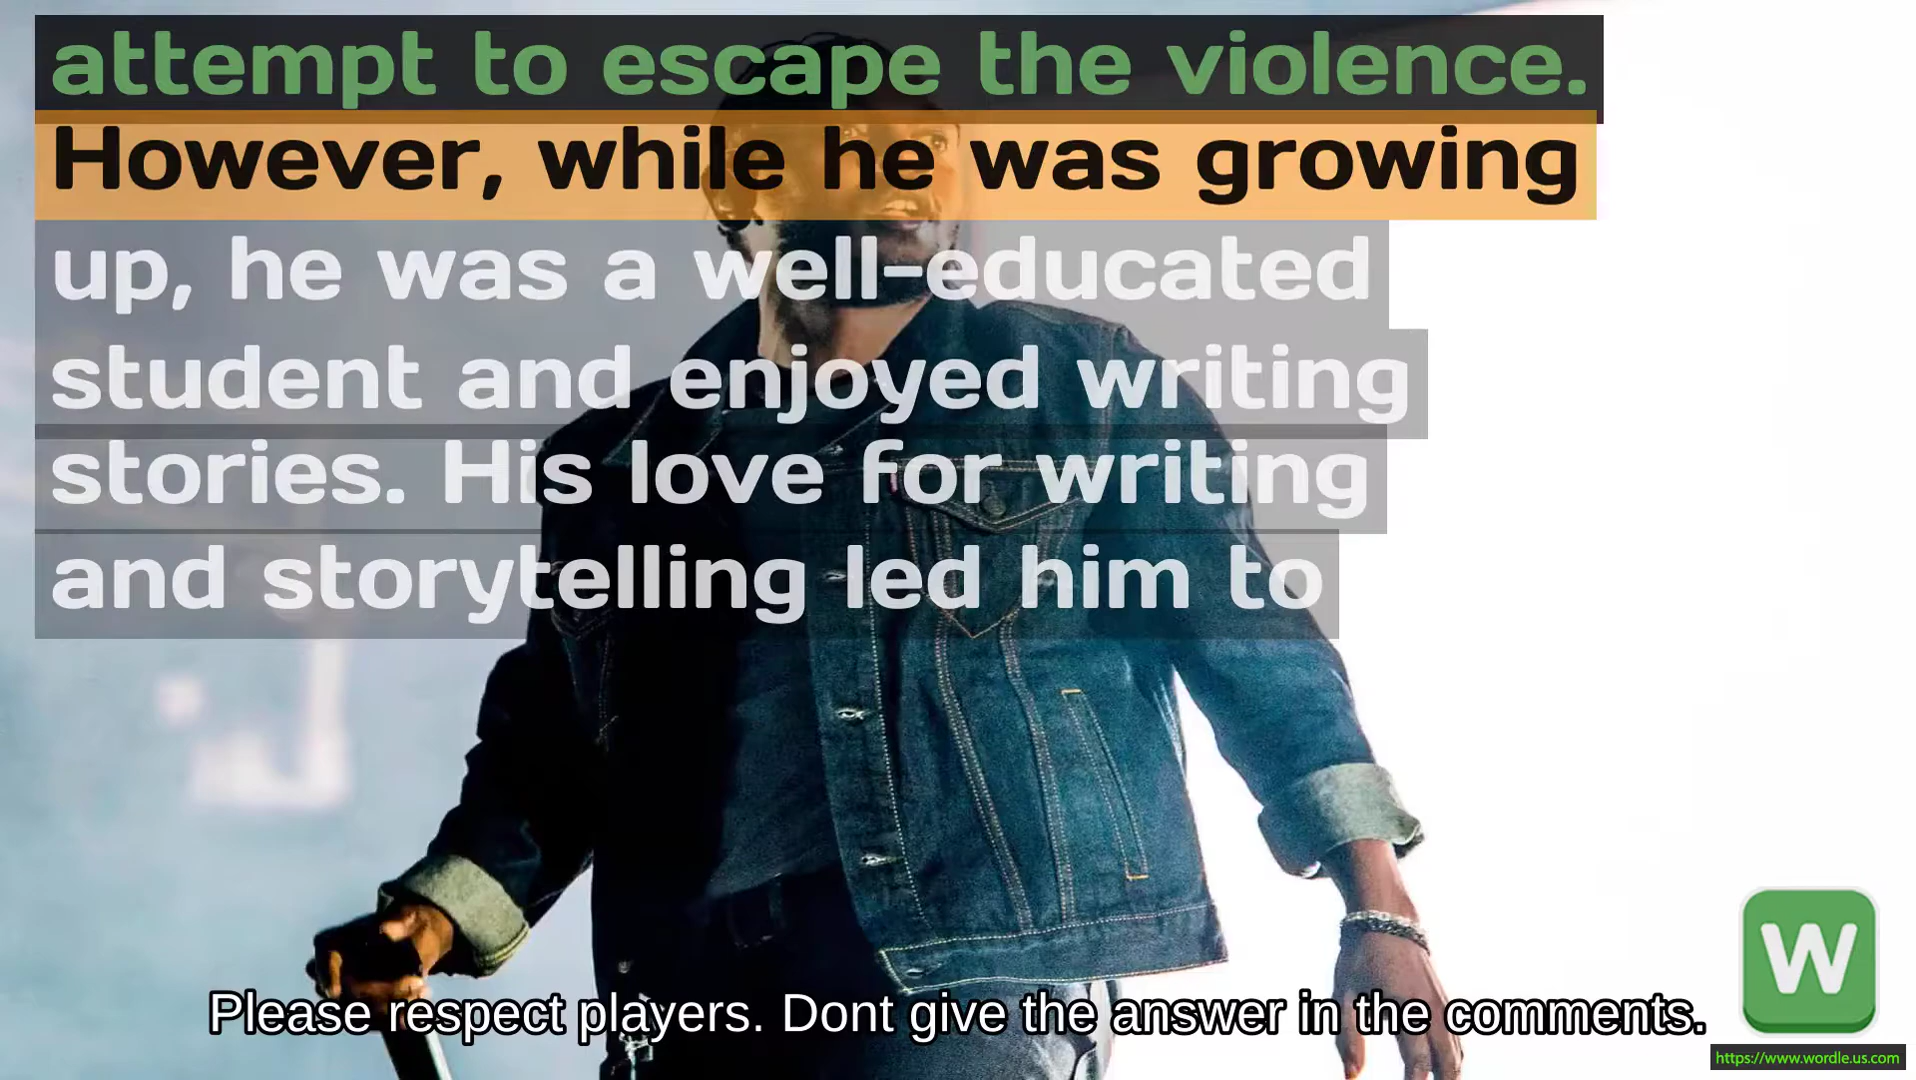 attempt to escape the violence.
However, while he was growing
up, he was a well-educated
student and enjoyed writing
stories. His love for writing
and storytelling led him to
W
Please respect players. Dont give the answer in the comments.
https://www.wordle.us.com